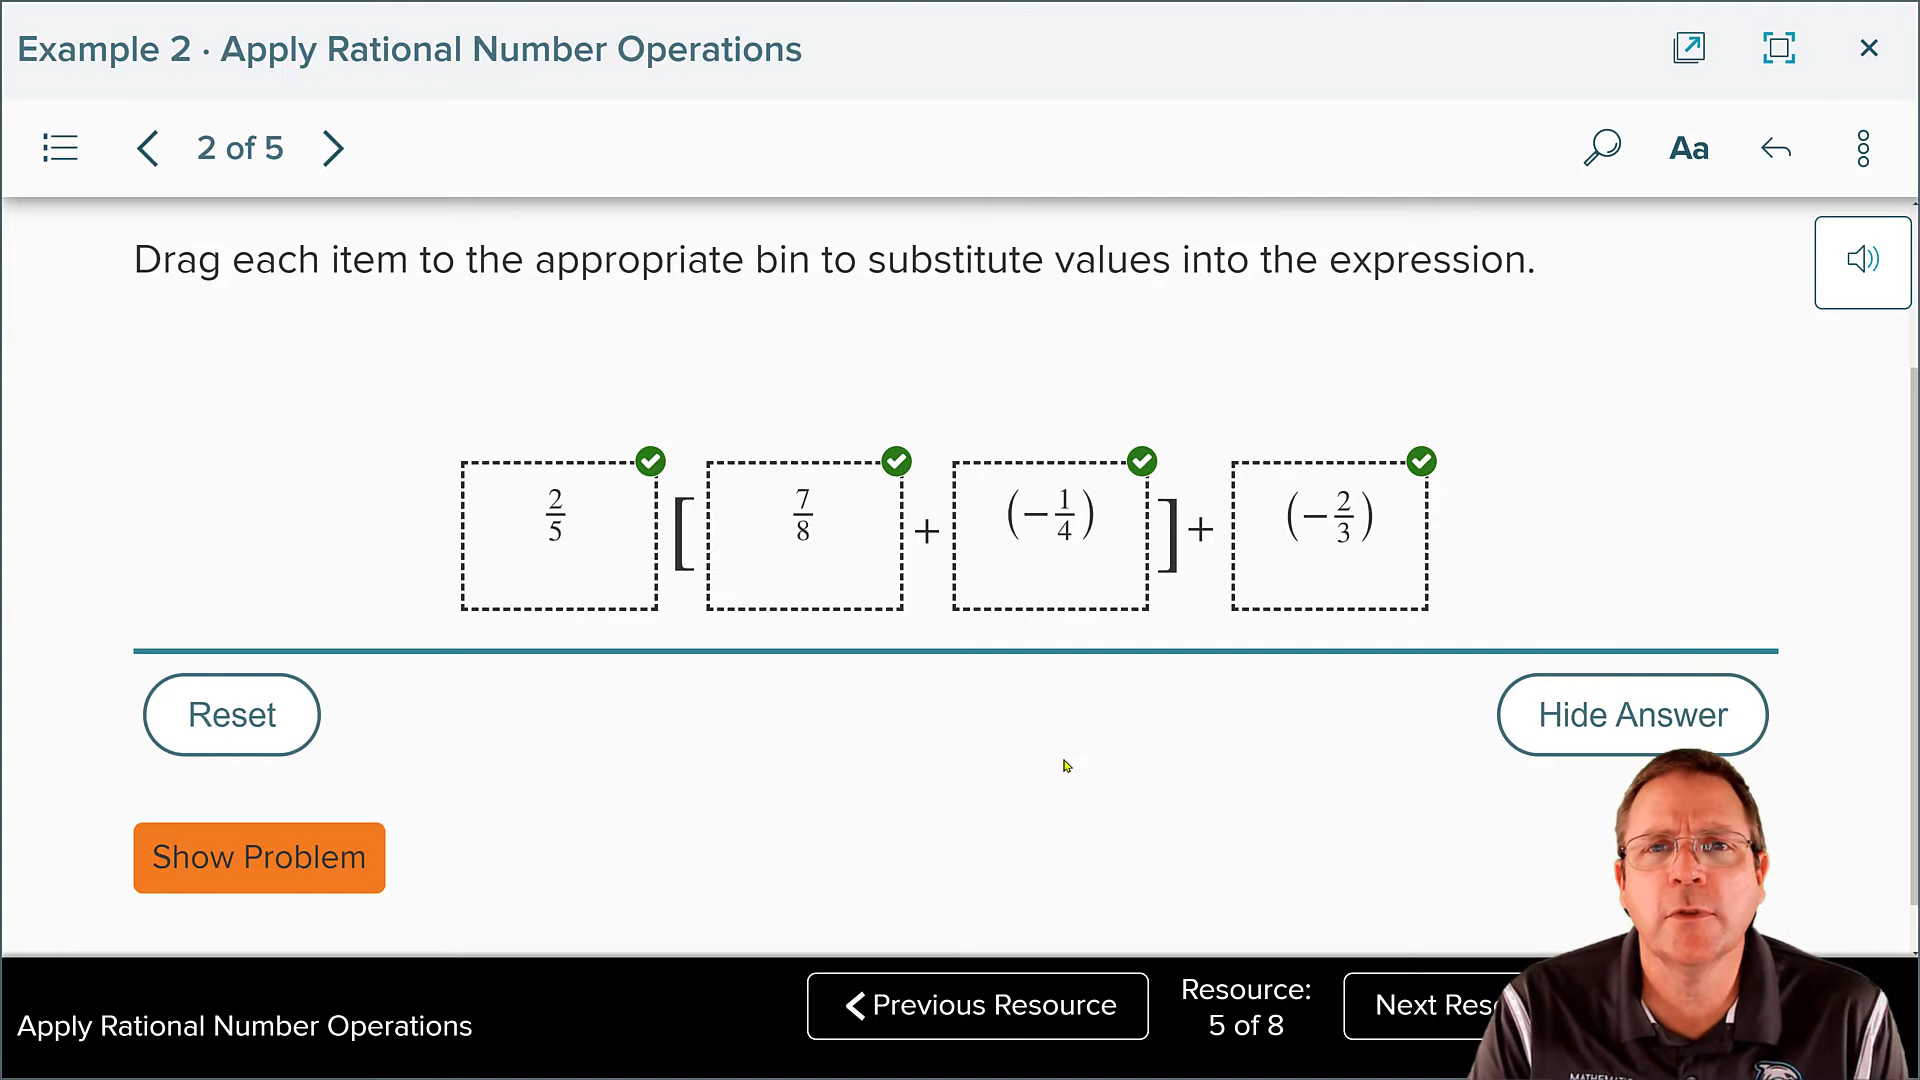 Example 2 · Apply Rational Number Operations
2 of 5
Aa
Drag each item to the appropriate bin to substitute values into the expression.
2/5 [ 7/8 + (−1/4) ] + (−2/3)
Reset
Hide Answer
Show Problem
Apply Rational Number Operations
Previous Resource
Resource:
5 of 8
Next